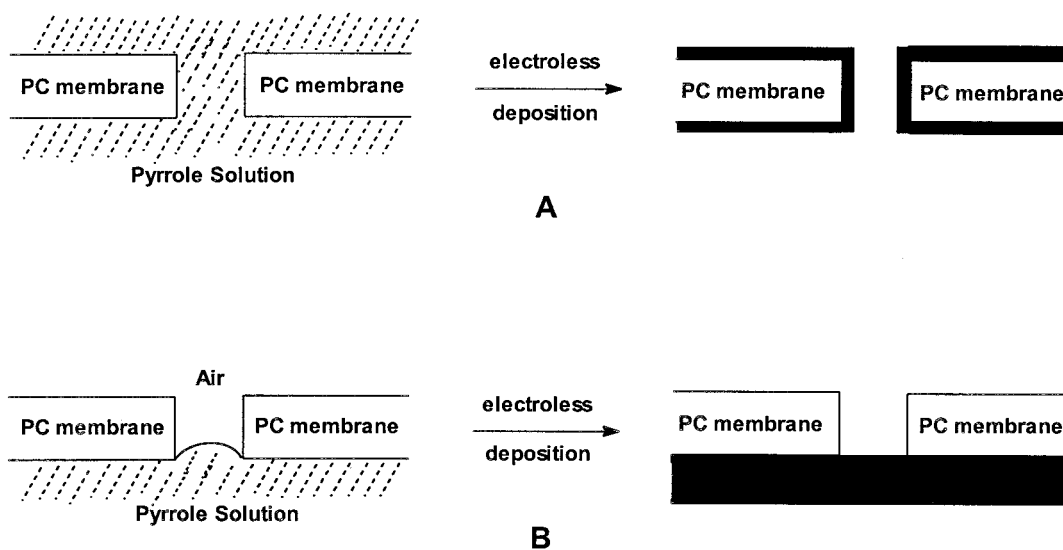 PC membrane PC membrane electroless deposition PC membrane PC membrane
Pyrrole Solution
A
Air
PC membrane PC membrane electroless deposition PC membrane PC membrane
Pyrrole Solution
B